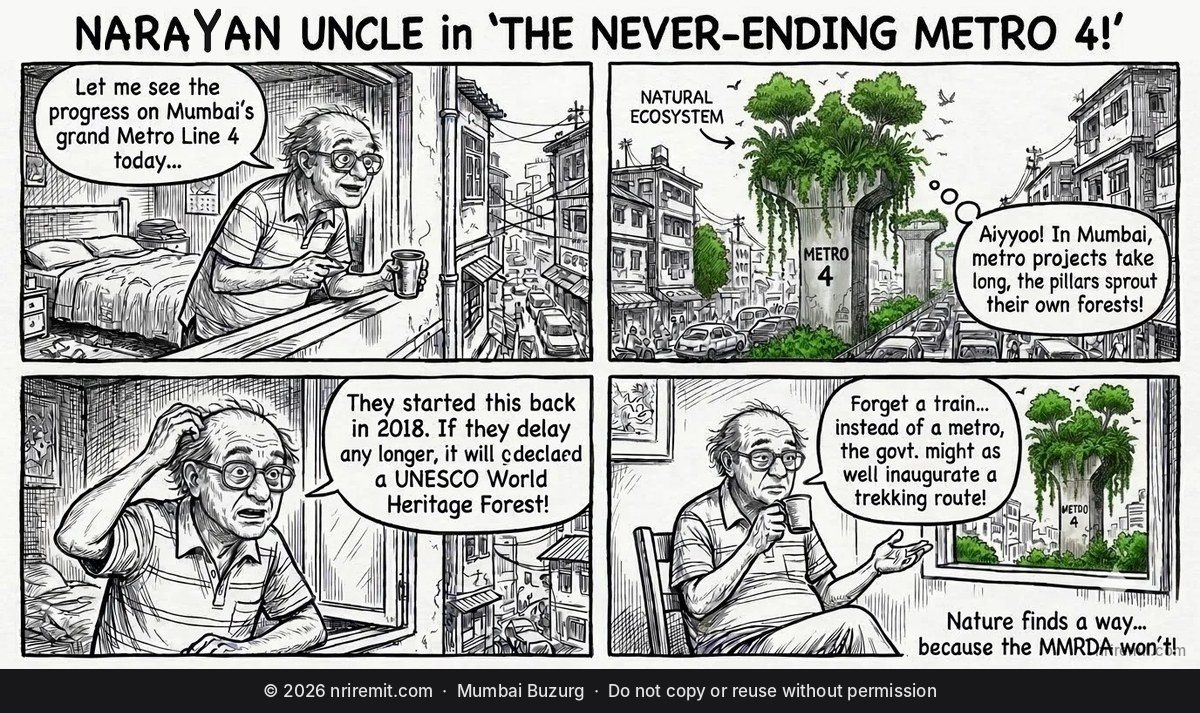 NARAYAN UNCLE in ‘THE NEVER-ENDING METRO 4!’
Let me see the
progress on Mumbai's
grand Metro Line 4
today...
NATURAL
ECOSYSTEM
METRO
4
Aiyyoo! In Mumbai,
metro projects take
long, the pillars sprout
their own forests!
They started this back
in 2018. If they delay
any longer, it will declared
a UNESCO World
Heritage Forest!
Forget a train...
instead of a metro,
the govt. might as
well inaugurate a
trekking route!
METRO
4
Nature finds a way...
because the MMRDA won't!
© 2026 nriremit.com · Mumbai Buzurg · Do not copy or reuse without permission